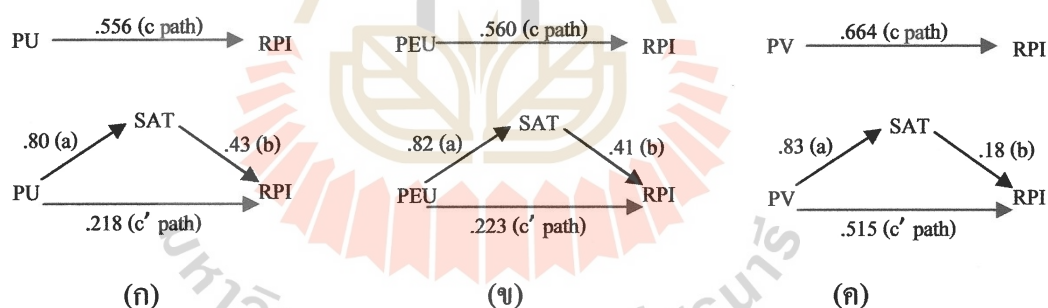 .556 (c path)
PU RPI
SAT
.80 (a) .43 (b)
PU RPI
.218 (c' path)
(ก)
.560 (c path)
PEU RPI
SAT
.82 (a) .41 (b)
PEU RPI
.223 (c' path)
(ข)
.664 (c path)
PV RPI
SAT
.83 (a) .18 (b)
PV RPI
.515 (c' path)
(ค)